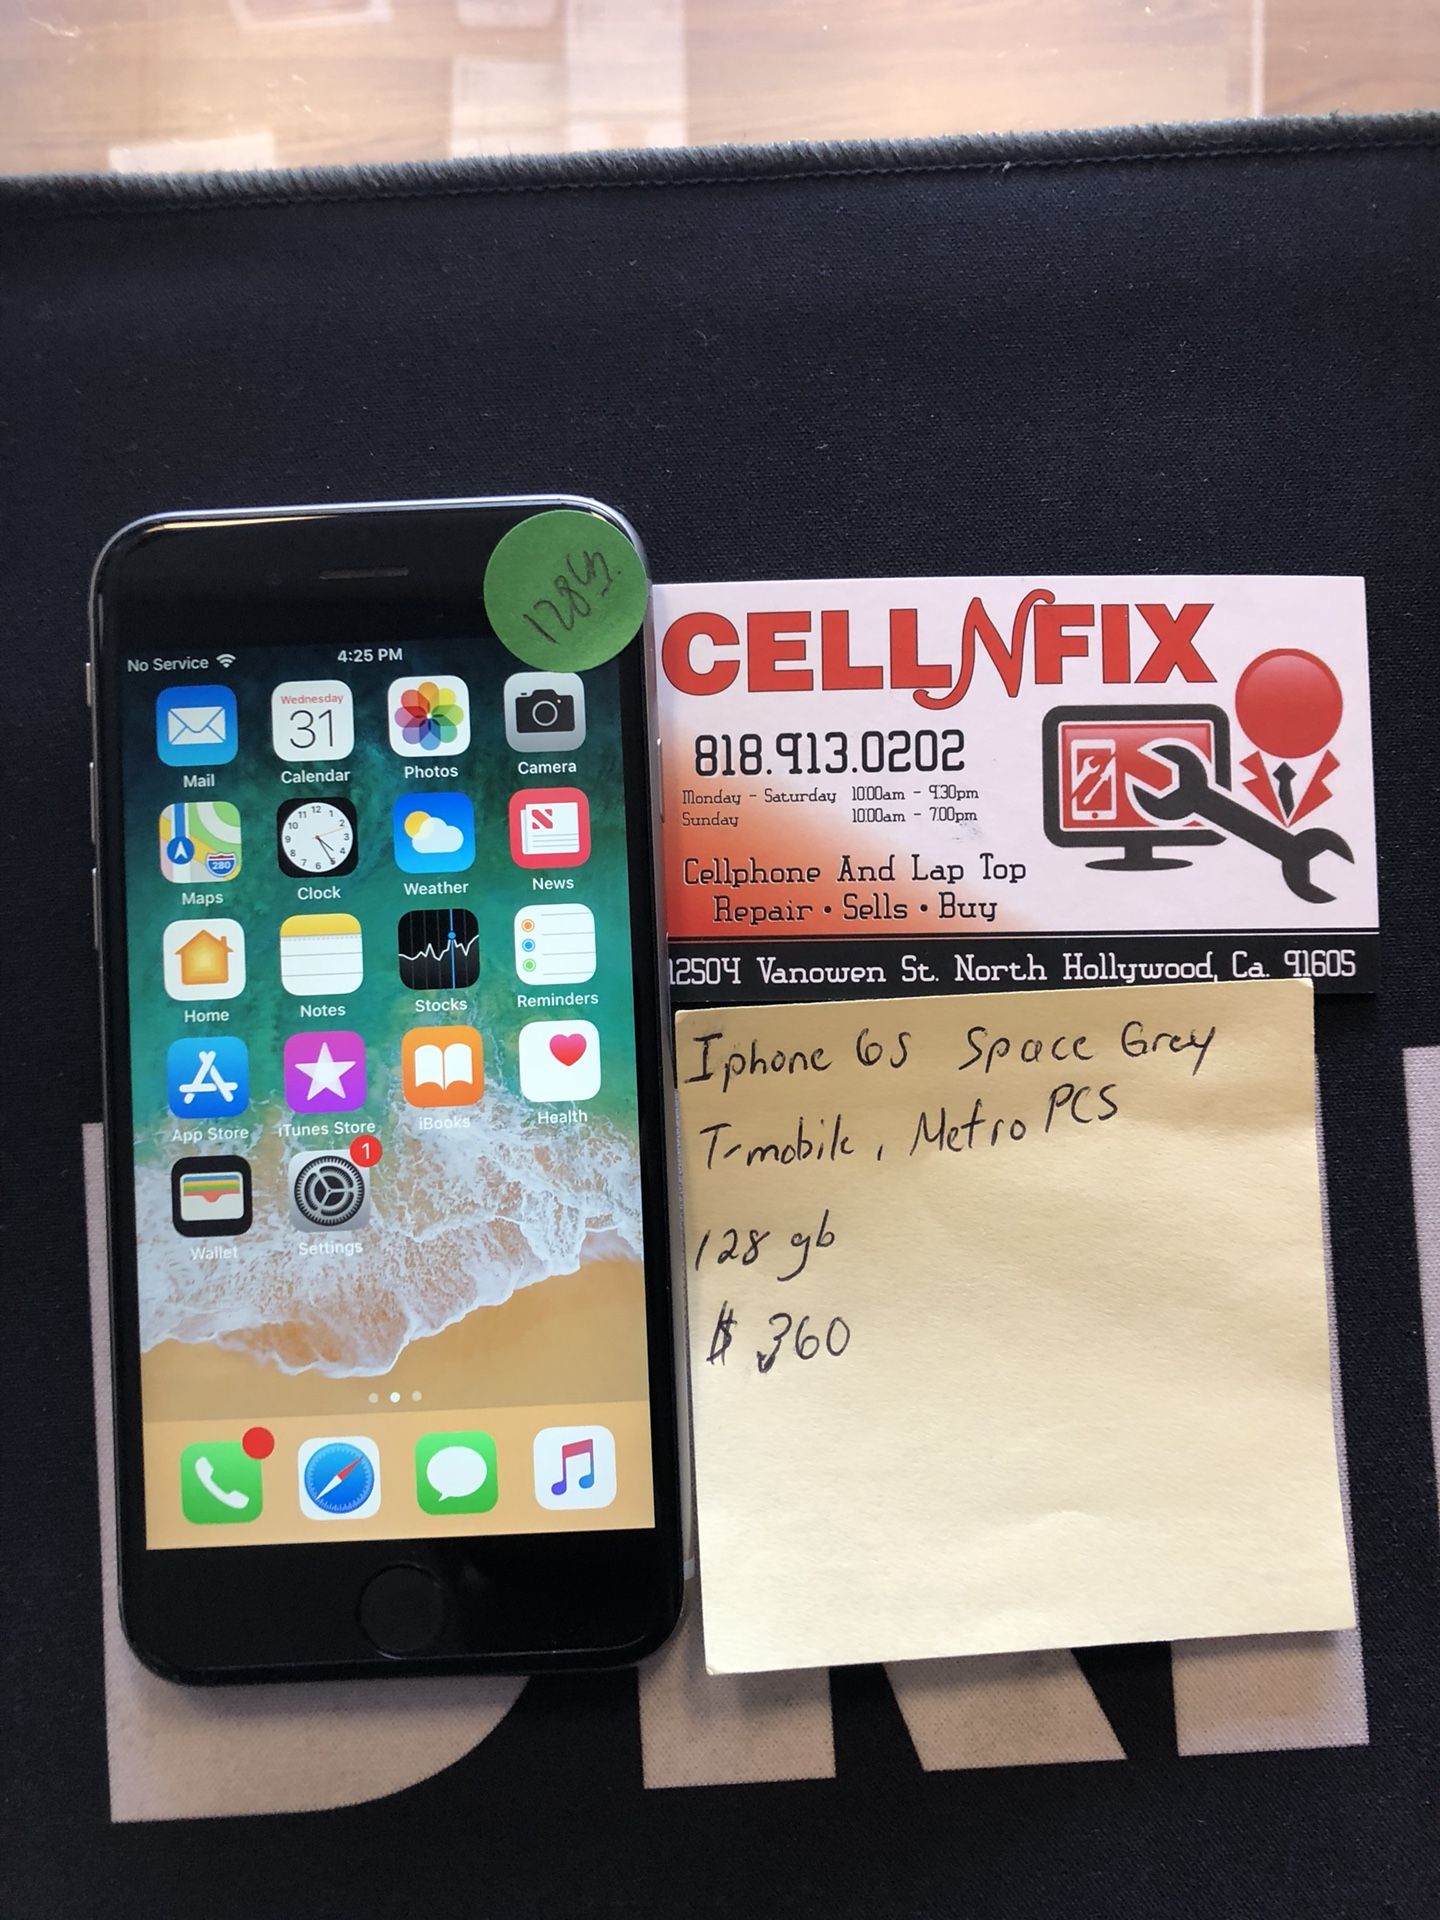 128G.
No Service
4:25 PM
Wednesday
31
Mail
Calendar
Photos
Camera
12
280
Maps
Clock
Weather
News
Home
Notes
Stocks
Reminders
App Store
iTunes Store
iBooks
Health
1
Wallet
Settings
CELLNFIX
818.913.0202
Monday - Saturday 10:00am - 9:30pm
Sunday 10:00am - 7:00pm
Cellphone And Lap Top
Repair • Sells • Buy
12504 Vanowen St. North Hollywood, Ca. 91605
Iphone 6S Space Grey
T-mobile, Metro PCS
128 gb
$ 360